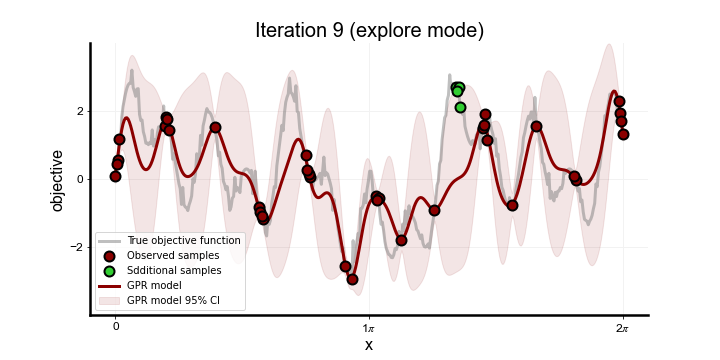 Iteration 9 (explore mode)
objective
2
0
−2
True objective function
Observed samples
Sdditional samples
GPR model
GPR model 95% CI
0
1π
2π
x